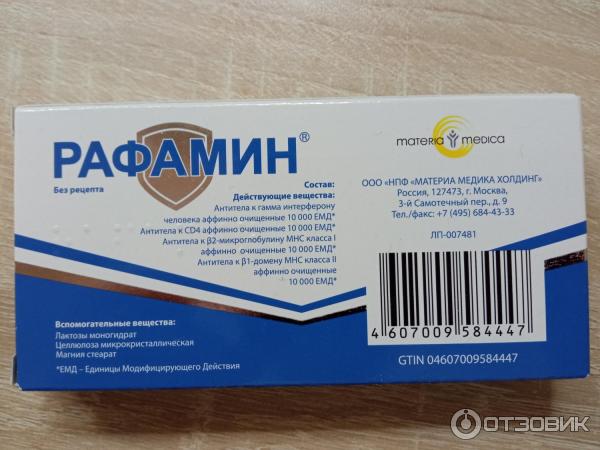 РАФАМИН®
Без рецепта
Состав:
Действующие вещества:
Антитела к гамма интерферону
человека аффинно очищенные 10 000 ЕМД*
Антитела к CD4 аффинно очищенные 10 000 ЕМД*
Антитела к β2-микроглобулину МНС класса I
аффинно очищенные 10 000 ЕМД*
Антитела к β1-домену МНС класса II
аффинно очищенные
10 000 ЕМД*
Вспомогательные вещества:
Лактозы моногидрат
Целлюлоза микрокристаллическая
Магния стеарат
*ЕМД – Единицы Модифицирующего Действия
materia medica
ООО «НПФ «МАТЕРИА МЕДИКА ХОЛДИНГ»
Россия, 127473, г. Москва,
3-й Самотечный пер., д. 9
Тел./факс: +7 (495) 684-43-33
ЛП-007481
4 607009 584447
GTIN 04607009584447
ОТЗОВИК